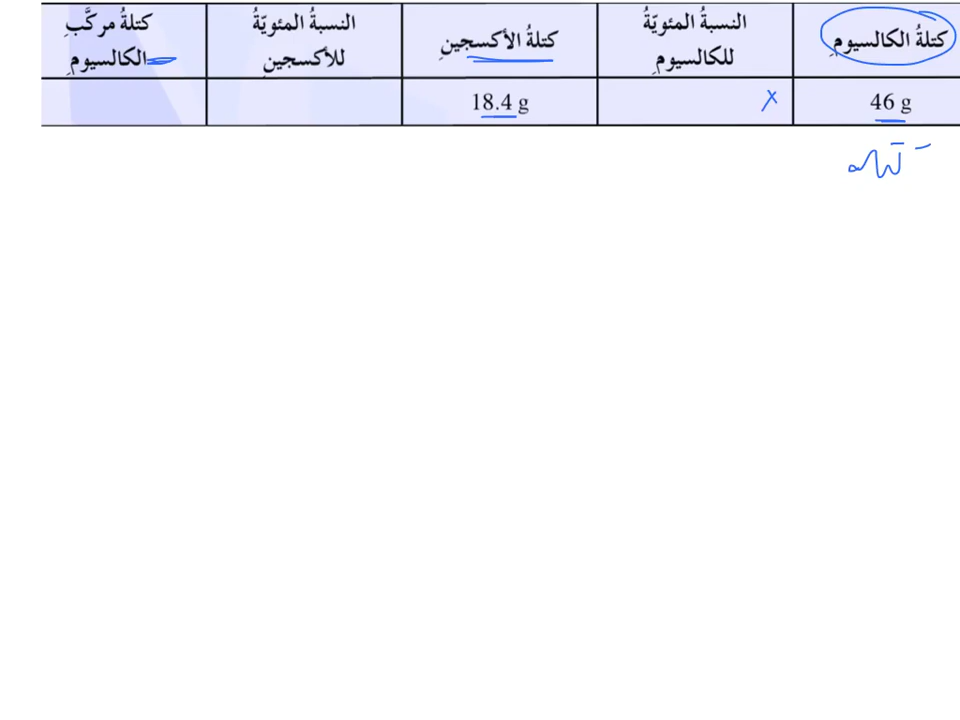 كتلةُ الكالسيومِ
النسبةُ المئويّةُ
للكالسيومِ
كتلةُ الأكسجينِ
النسبةُ المئويّةُ
للأكسجينِ
كتلةُ مركَّبِ
الكالسيومِ
46 g
x
18.4 g